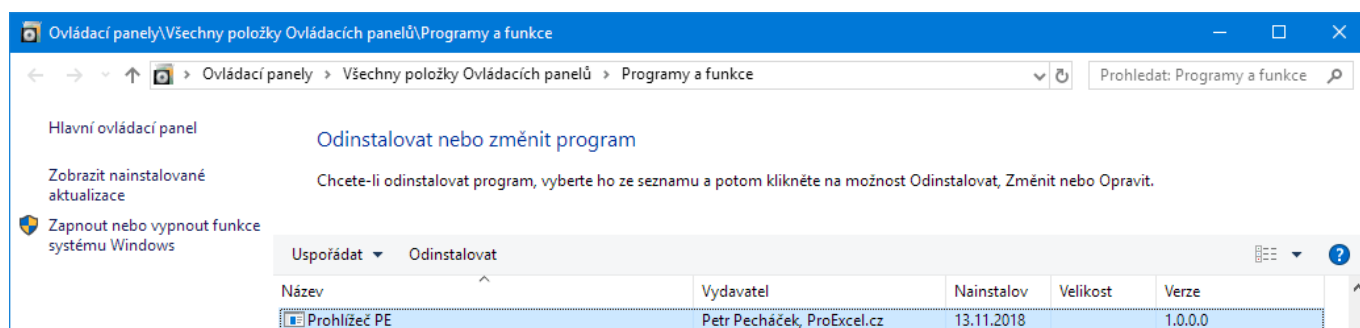 Ovládací panely\Všechny položky Ovládacích panelů\Programy a funkce
Ovládací panely › Všechny položky Ovládacích panelů › Programy a funkce
Prohledat: Programy a funkce
Hlavní ovládací panel
Zobrazit nainstalované
aktualizace
Zapnout nebo vypnout funkce
systému Windows
Odinstalovat nebo změnit program
Chcete-li odinstalovat program, vyberte ho ze seznamu a potom klikněte na možnost Odinstalovat, Změnit nebo Opravit.
Uspořádat Odinstalovat
Název Vydavatel Nainstalov Velikost Verze
Prohlížeč PE Petr Pecháček, ProExcel.cz 13.11.2018 1.0.0.0